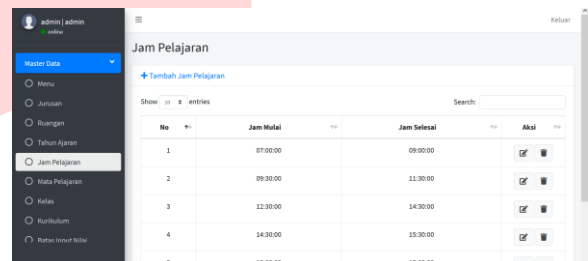 admin | admin
online
Keluar
Jam Pelajaran
Master Data
+ Tambah Jam Pelajaran
Menu
Jurusan
Show 10 entries
Search:
Ruangan
No Jam Mulai Jam Selesai Aksi
Tahun Ajaran
1 07:00:00 09:00:00
Jam Pelajaran
2 09:30:00 11:30:00
Mata Pelajaran
Kelas
3 12:30:00 14:30:00
Kurikulum
4 14:30:00 15:30:00
Batas Input Nilai